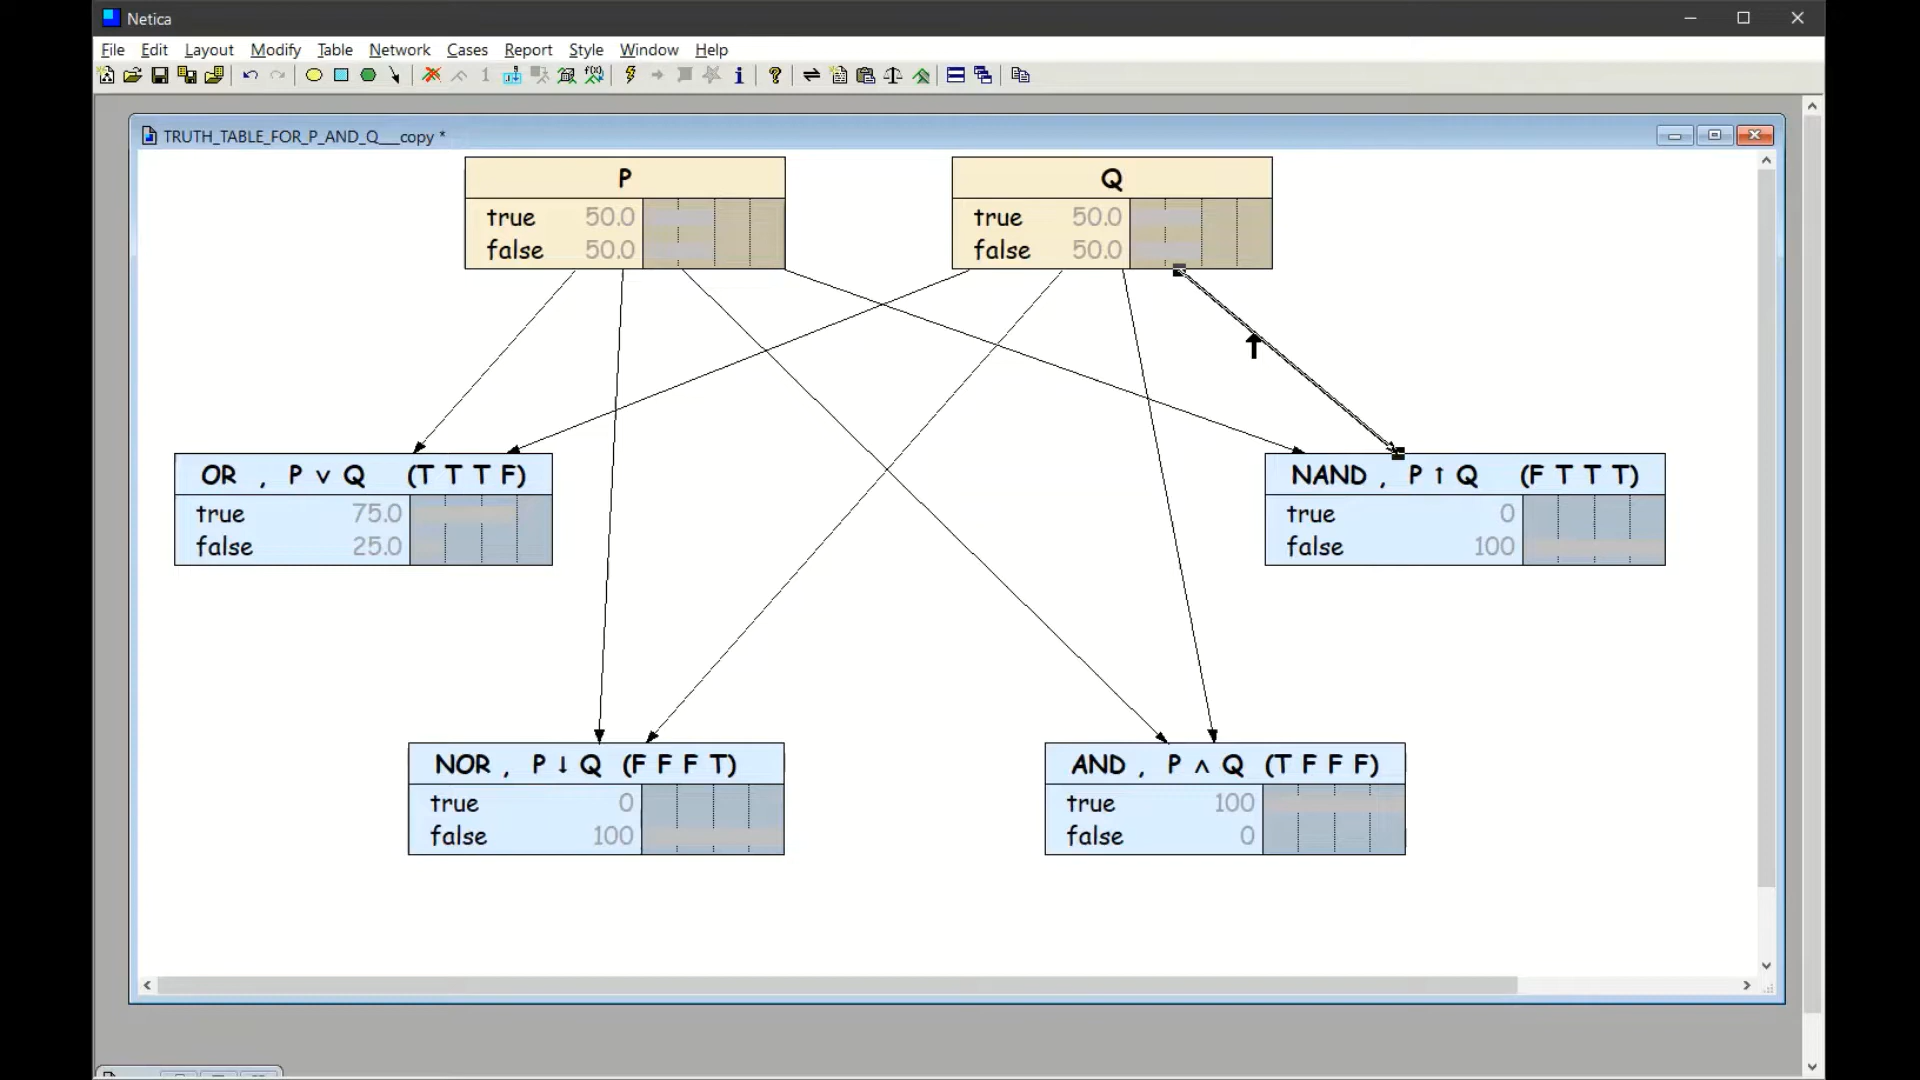 Netica
File Edit Layout Modify Table Network Cases Report Style Window Help
TRUTH_TABLE_FOR_P_AND_Q___copy *
P
true 50.0
false 50.0
Q
true 50.0
false 50.0
OR , P ∨ Q (T T T F)
true 75.0
false 25.0
NAND , P ↑ Q (F T T T)
true 0
false 100
NOR , P ↓ Q (F F F T)
true 0
false 100
AND , P ∧ Q (T F F F)
true 100
false 0